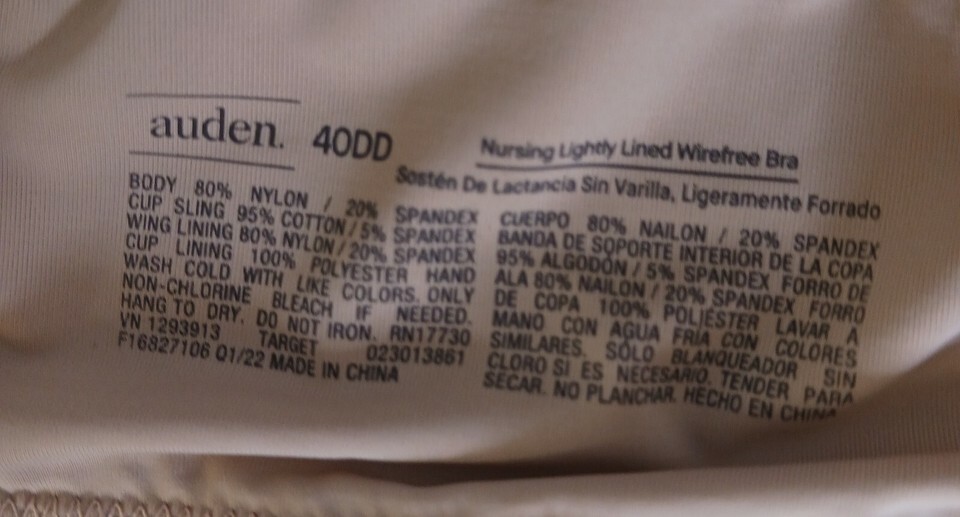 auden. 40DD
Nursing Lightly Lined Wirefree Bra
Sostén De Lactancia Sin Varilla, Ligeramente Forrado
BODY 80% NYLON / 20% SPANDEX
CUP SLING 95% COTTON / 5% SPANDEX
WING LINING 80% NYLON / 20% SPANDEX
CUP LINING 100% POLYESTER HAND
WASH COLD WITH LIKE COLORS. ONLY
NON-CHLORINE BLEACH IF NEEDED.
HANG TO DRY. DO NOT IRON. RN17730
VN 1293913 TARGET 023013861
F16827106 01/22 MADE IN CHINA
CUERPO 80% NAILON / 20% SPANDEX
BANDA DE SOPORTE INTERIOR DE LA COPA
95% ALGODÓN / 5% SPANDEX FORRO DE
ALA 80% NAILON / 20% SPANDEX FORRO
DE COPA 100% POLIÉSTER LAVAR A
MANO CON AGUA FRÍA CON COLORES
SIMILARES. SÓLO BLANQUEADOR SIN
CLORO SI ES NECESARIO. TENDER PARA
SECAR. NO PLANCHAR. HECHO EN CHINA